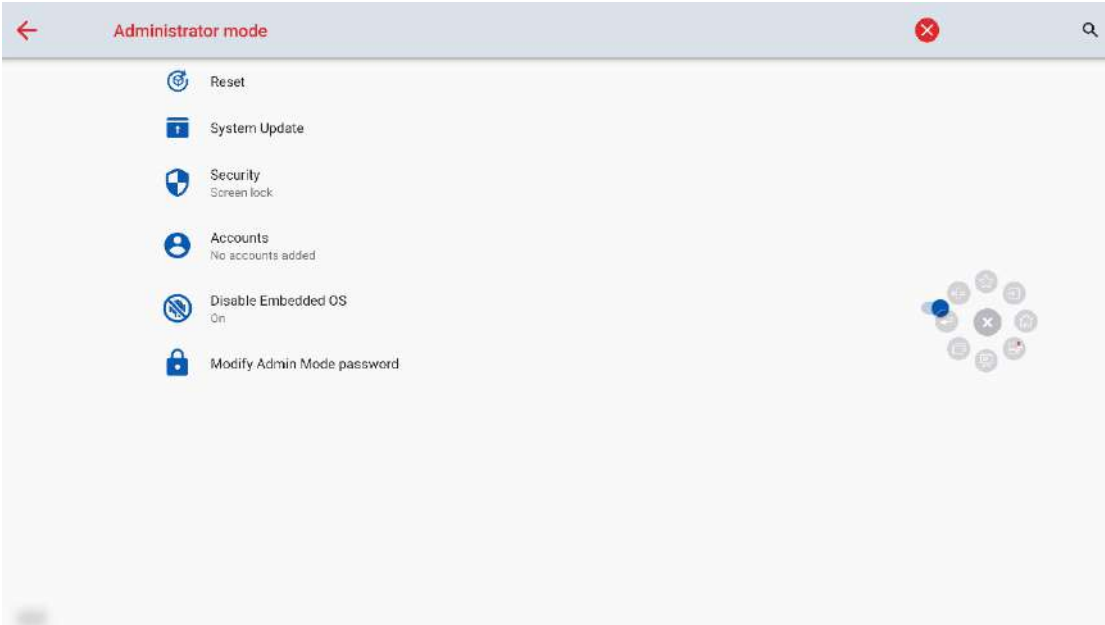 Administrator mode
Reset
System Update
Security
Screen lock
Accounts
No accounts added
Disable Embedded OS
On
Modify Admin Mode password